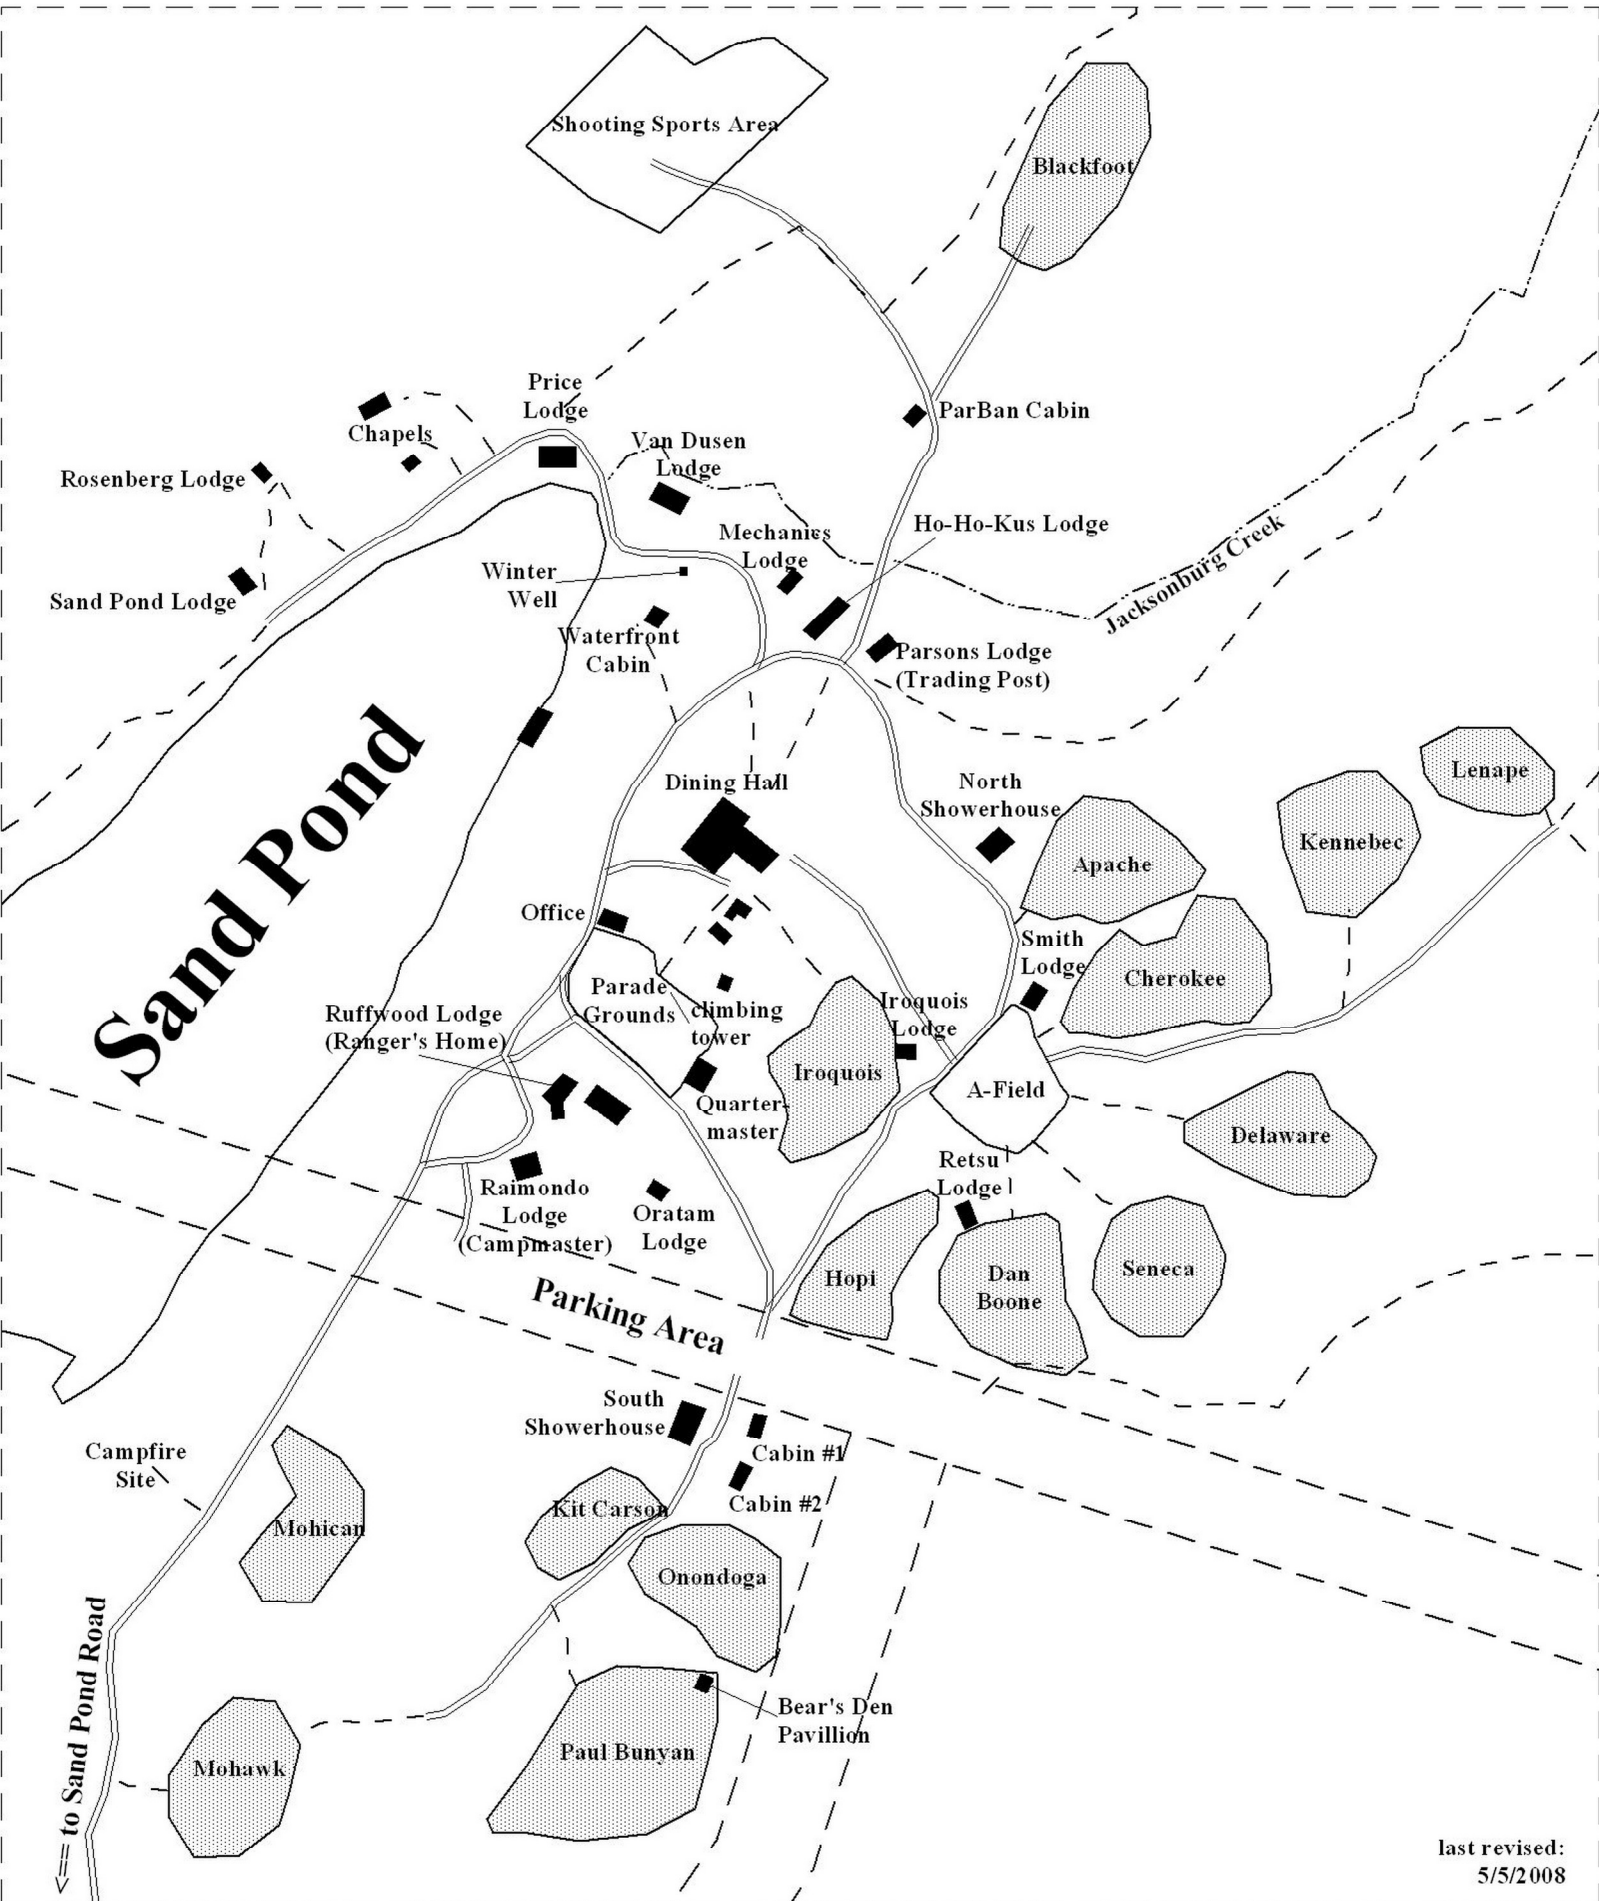 Shooting Sports Area
Blackfoot
Price
Lodge
ParBan Cabin
Chapels
Van Dusen
Lodge
Rosenberg Lodge
Ho-Ho-Kus Lodge
Mechanics
Lodge
Jacksonburg Creek
Winter
Well
Sand Pond Lodge
Waterfront
Cabin
Parsons Lodge
(Trading Post)
Sand Pond
Dining Hall
North
Showerhouse
Lenape
Kennebec
Apache
Office
Smith
Lodge
Cherokee
Parade
Grounds
climbing
tower
Iroquois
Lodge
Ruffwood Lodge
(Ranger's Home)
Iroquois
A-Field
Quarter-
master
Delaware
Retsu
Lodge
Raimondo
Lodge
(Campmaster)
Oratam
Lodge
Hopi
Dan
Boone
Seneca
Parking Area
South
Showerhouse
Cabin #1
Campfire
Site
Cabin #2
Kit Carson
Mohican
Onondoga
<== to Sand Pond Road
Bear's Den
Pavillion
Paul Bunyan
Mohawk
last revised:
5/5/2008